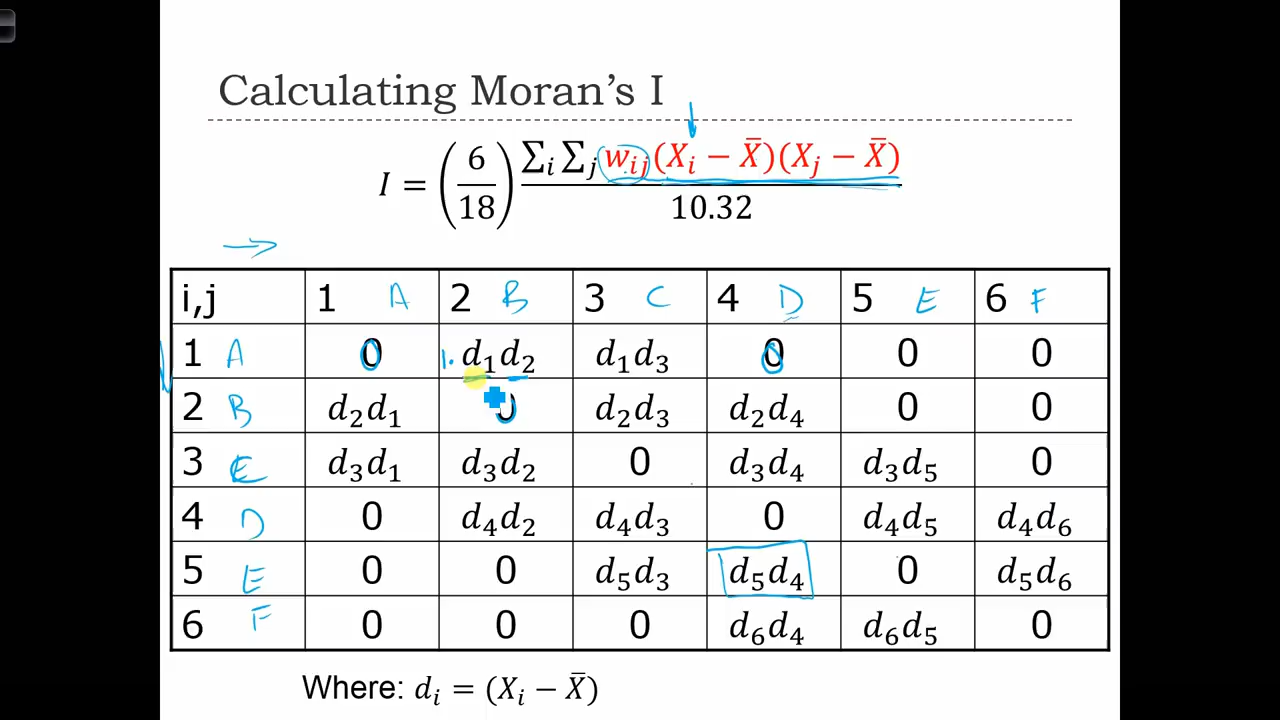 Calculating Moran's I
I = (6/18) ∑i ∑j wij(Xi − X̄)(Xj − X̄) / 10.32
i,j 1 A 2 B 3 C 4 D 5 E 6 F
1 A 0 1. d₁d₂ d₁d₃ 0 0 0
2 B d₂d₁ 0 d₂d₃ d₂d₄ 0 0
3 C d₃d₁ d₃d₂ 0 d₃d₄ d₃d₅ 0
4 D 0 d₄d₂ d₄d₃ 0 d₄d₅ d₄d₆
5 E 0 0 d₅d₃ d₅d₄ 0 d₅d₆
6 F 0 0 0 d₆d₄ d₆d₅ 0
Where: dᵢ = (Xᵢ − X̄)